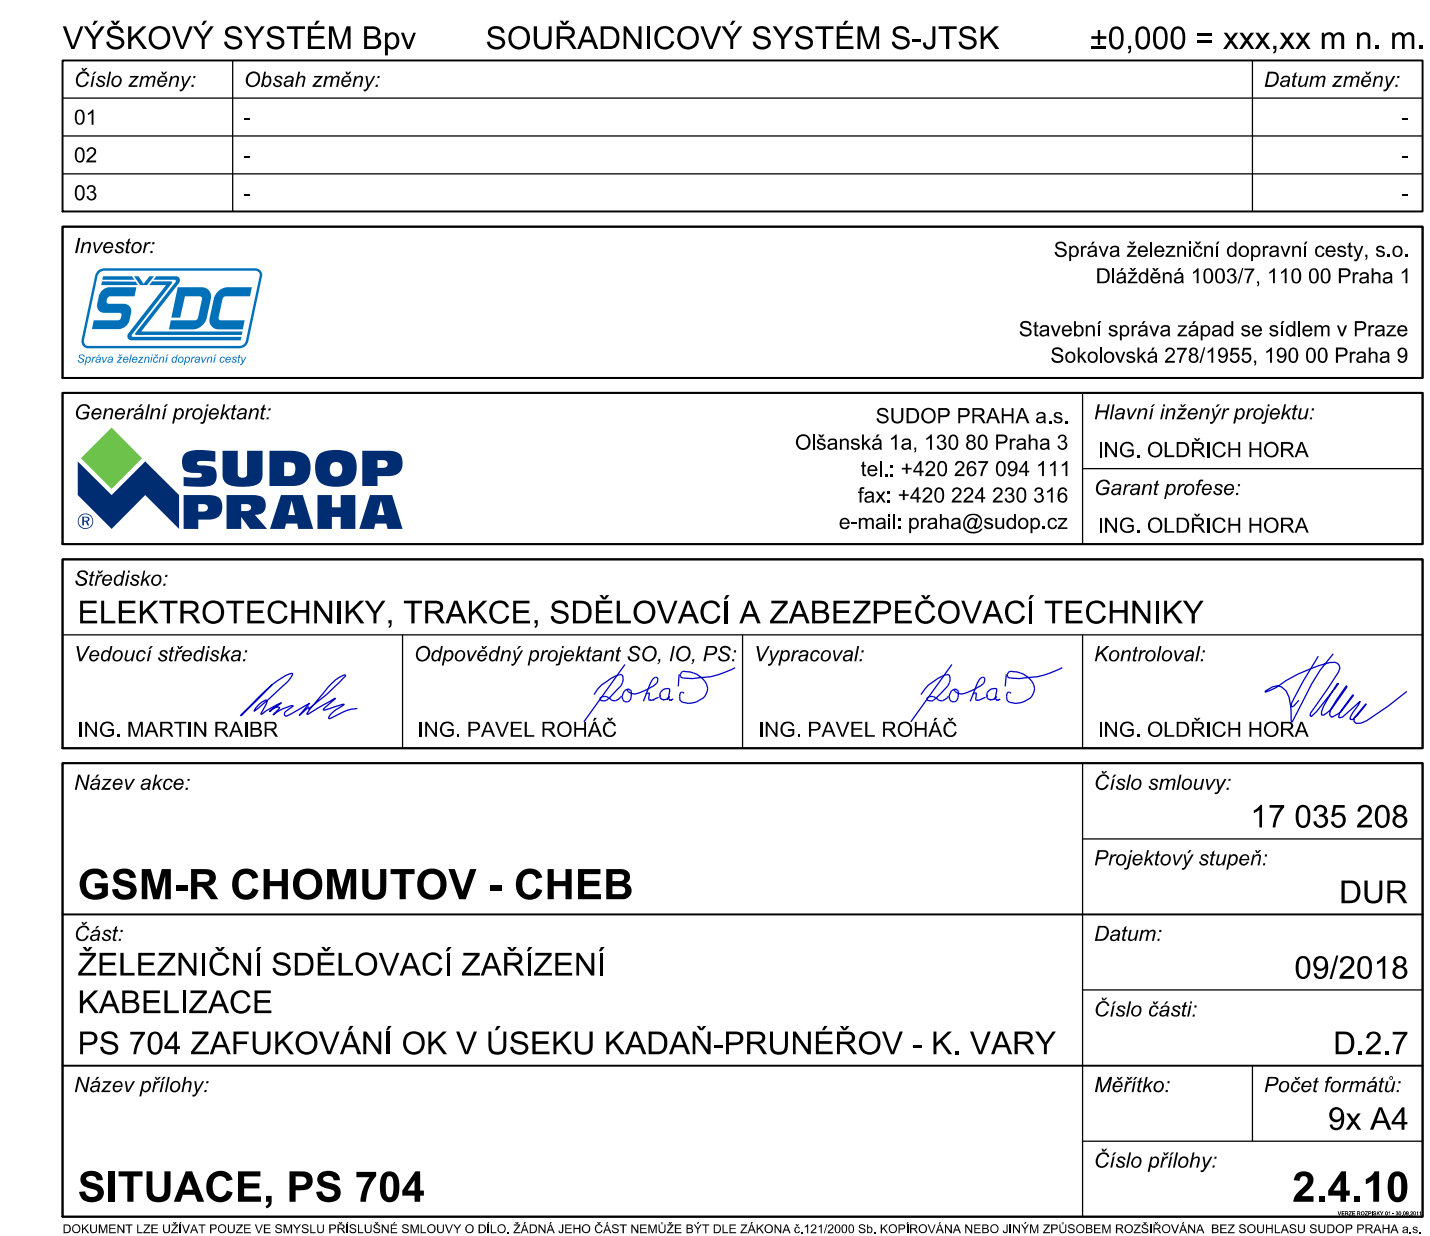 VÝŠKOVÝ SYSTÉM Bpv SOUŘADNICOVÝ SYSTÉM S-JTSK ±0,000 = xxx,xx m n. m.
Číslo změny: Obsah změny: Datum změny:
01 - -
02 - -
03 - -
Investor:
ŠŽDC
Správa železniční dopravní cesty
Správa železniční dopravní cesty, s.o.
Dlážděná 1003/7, 110 00 Praha 1
Stavební správa západ se sídlem v Praze
Sokolovská 278/1955, 190 00 Praha 9
Generální projektant:
SUDOP
PRAHA
®
SUDOP PRAHA a.s.
Olšanská 1a, 130 80 Praha 3
tel.: +420 267 094 111
fax: +420 224 230 316
e-mail: praha@sudop.cz
Hlavní inženýr projektu:
ING. OLDŘICH HORA
Garant profese:
ING. OLDŘICH HORA
Středisko:
ELEKTROTECHNIKY, TRAKCE, SDĚLOVACÍ A ZABEZPEČOVACÍ TECHNIKY
Vedoucí střediska:
ING. MARTIN RAIBR
Odpovědný projektant SO, IO, PS:
Roháč
ING. PAVEL ROHÁČ
Vypracoval:
Roháč
ING. PAVEL ROHÁČ
Kontroloval:
ING. OLDŘICH HORA
Název akce:
GSM-R CHOMUTOV - CHEB
Číslo smlouvy:
17 035 208
Projektový stupeň:
DUR
Část:
ŽELEZNIČNÍ SDĚLOVACÍ ZAŘÍZENÍ
KABELIZACE
PS 704 ZAFUKOVÁNÍ OK V ÚSEKU KADAŇ-PRUNÉŘOV - K. VARY
Datum:
09/2018
Číslo části:
D.2.7
Název přílohy:
SITUACE, PS 704
Měřítko:
Počet formátů:
9x A4
Číslo přílohy:
2.4.10
VERZE ROZPISKY 01 - 30.09.2011
DOKUMENT LZE UŽÍVAT POUZE VE SMYSLU PŘÍSLUŠNÉ SMLOUVY O DÍLO. ŽÁDNÁ JEHO ČÁST NEMŮŽE BÝT DLE ZÁKONA č.121/2000 Sb. KOPÍROVÁNA NEBO JINÝM ZPŮSOBEM ROZŠIŘOVÁNA BEZ SOUHLASU SUDOP PRAHA a.s.